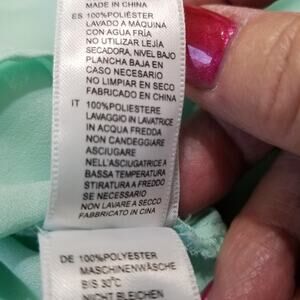 MADE IN CHINA
ES 100%POLIÉSTER
LAVADO A MÁQUINA
CON AGUA FRÍA
NO UTILIZAR LEJÍA
SECADORA, NIVEL BAJO
PLANCHA BAJA EN
CASO NECESARIO
NO LIMPIAR EN SECO
FABRICADO EN CHINA
IT 100%POLIESTERE
LAVAGGIO IN LAVATRICE
IN ACQUA FREDDA
NON CANDEGGIARE
ASCIUGARE
NELL'ASCIUGATRICE A
BASSA TEMPERATURA
STIRATURA A FREDDO
SE NECESSARIO
NON LAVARE A SECCO
FABBRICATO IN CINA
DE 100%POLYESTER
MASCHINENWÄSCHE
BIS 30°C
NICHT BLEICHEN